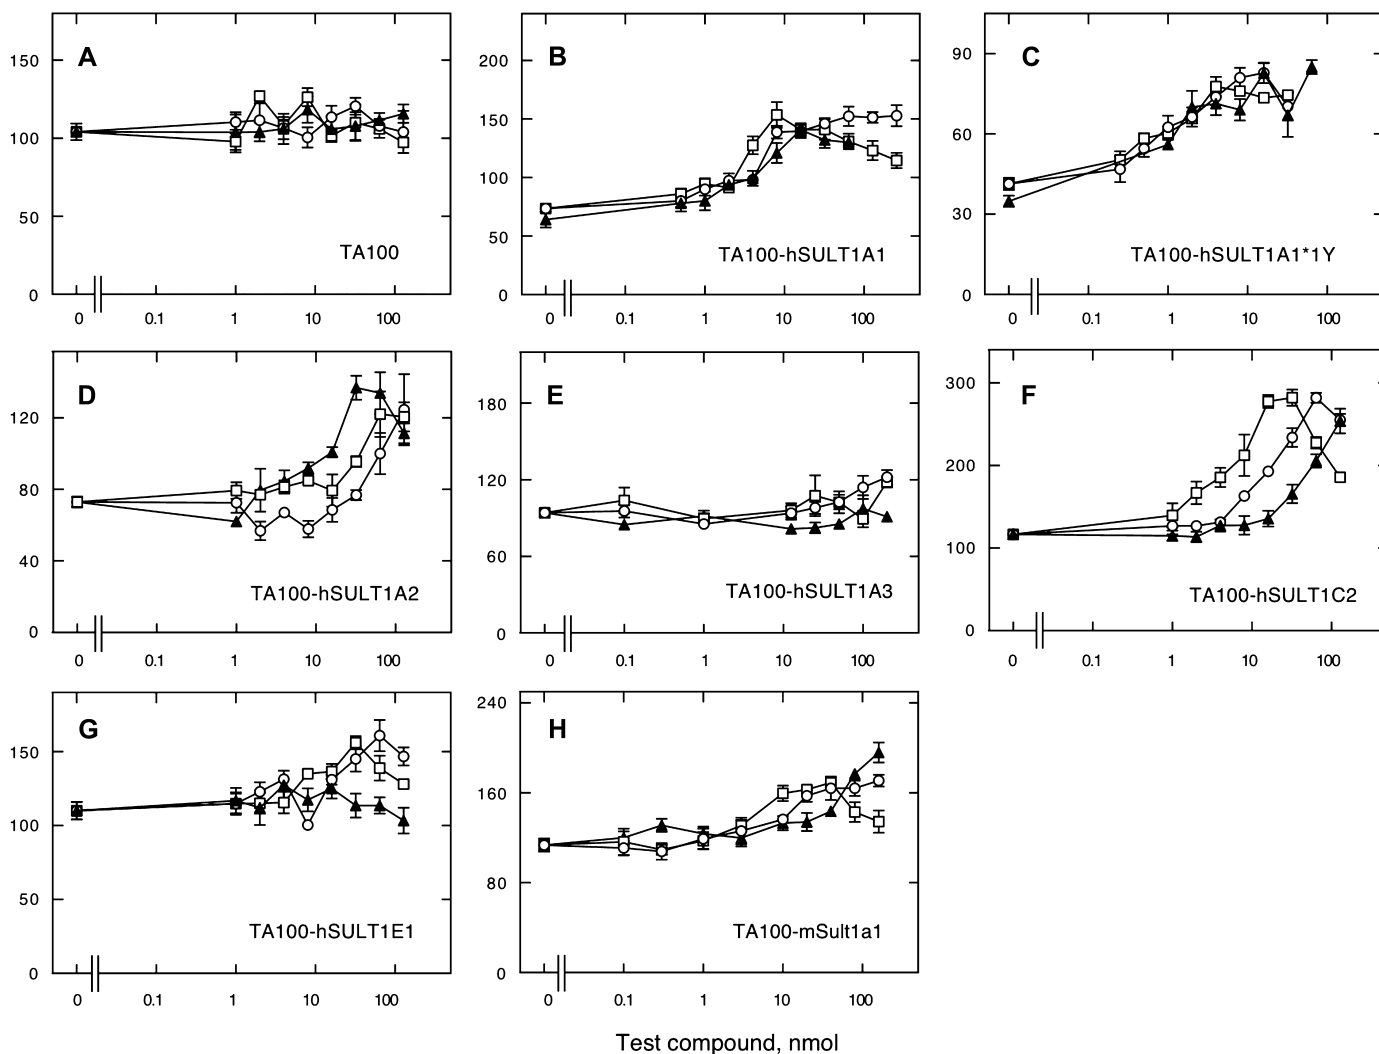 A
150
100
50
0
TA100
0 0.1 1 10 100
B
200
150
100
50
0
TA100-hSULT1A1
0 0.1 1 10 100
C
90
60
30
0
TA100-hSULT1A1*1Y
0 0.1 1 10 100
D
120
80
40
0
TA100-hSULT1A2
0 0.1 1 10 100
E
180
120
60
0
TA100-hSULT1A3
0 0.1 1 10 100
F
300
200
100
0
TA100-hSULT1C2
0 0.1 1 10 100
G
150
100
50
0
TA100-hSULT1E1
0 0.1 1 10 100
H
240
160
80
0
TA100-mSult1a1
0 0.1 1 10 100
Test compound, nmol